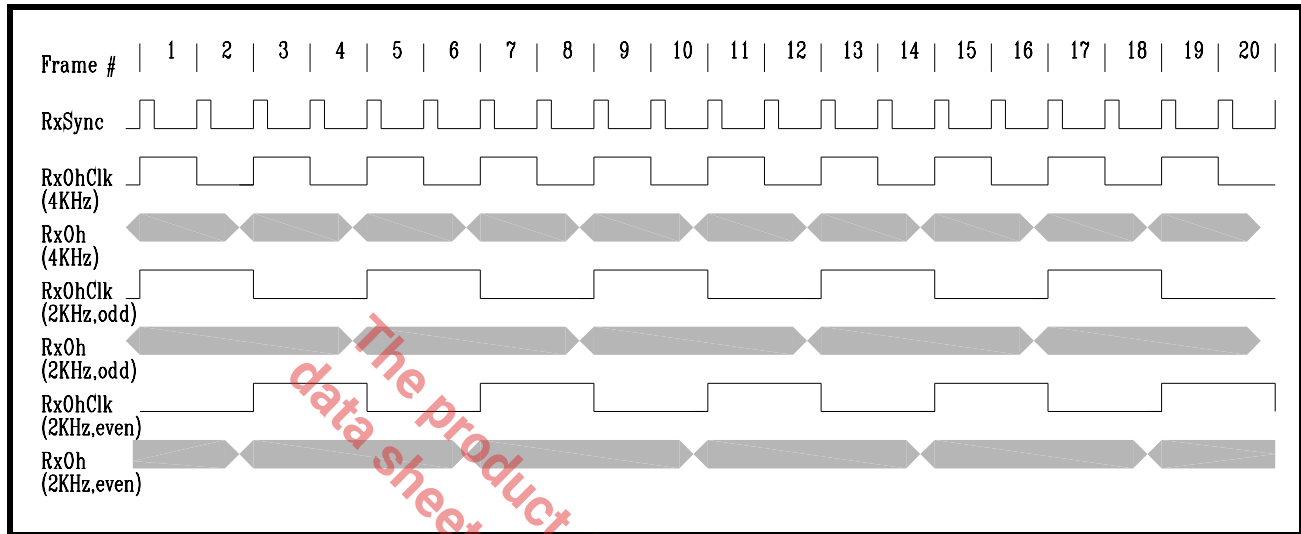 Frame # 1 2 3 4 5 6 7 8 9 10 11 12 13 14 15 16 17 18 19 20
RxSync
RxOhClk
(4KHz)
RxOh
(4KHz)
RxOhClk
(2KHz,odd)
RxOh
(2KHz,odd)
RxOhClk
(2KHz,even)
RxOh
(2KHz,even)
The product
data sheet